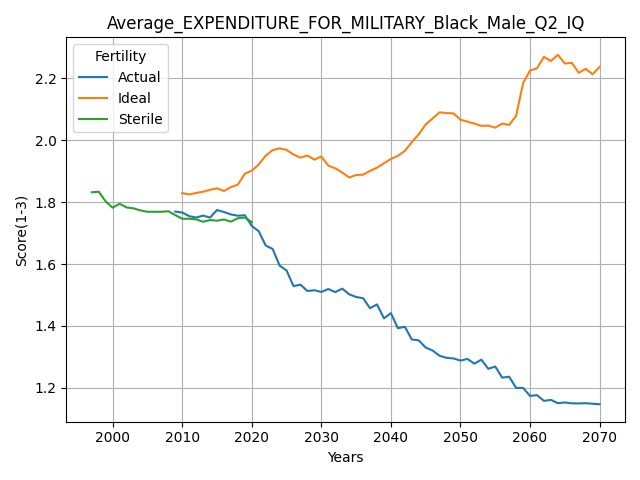 Average_EXPENDITURE_FOR_MILITARY_Black_Male_Q2_IQ
Fertility
Actual
Ideal
Sterile
2.2
2.0
1.8
1.6
1.4
1.2
Score(1-3)
2000
2010
2020
2030
2040
2050
2060
2070
Years